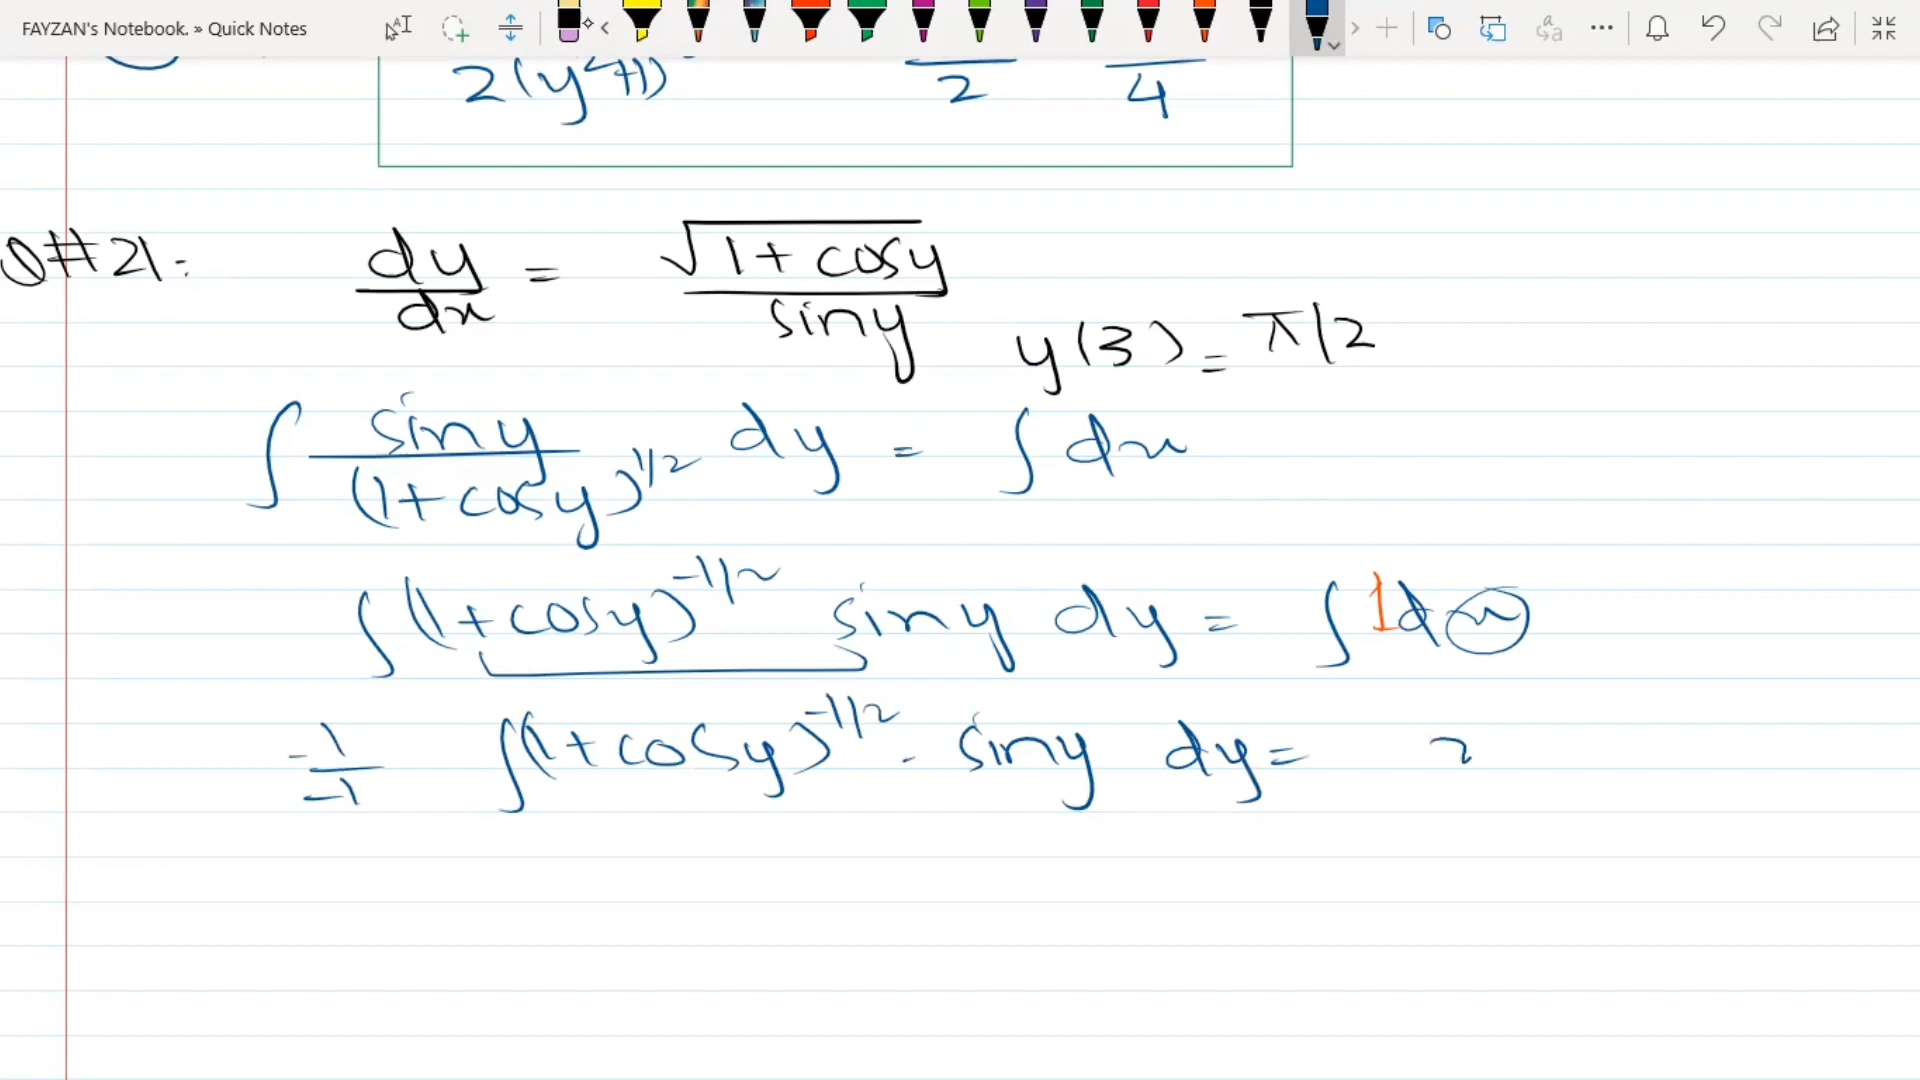 FAYZAN's Notebook. » Quick Notes
2(y²+1)
2
4
Q#21:
dy/dx = √(1+cosy)/siny
y(3) = π/2
∫ siny/(1+cosy)^1/2 dy = ∫ dx
∫ (1+cosy)^-1/2 siny dy = ∫ 1dx
-1/-1 ∫(1+cosy)^-1/2 . siny dy =